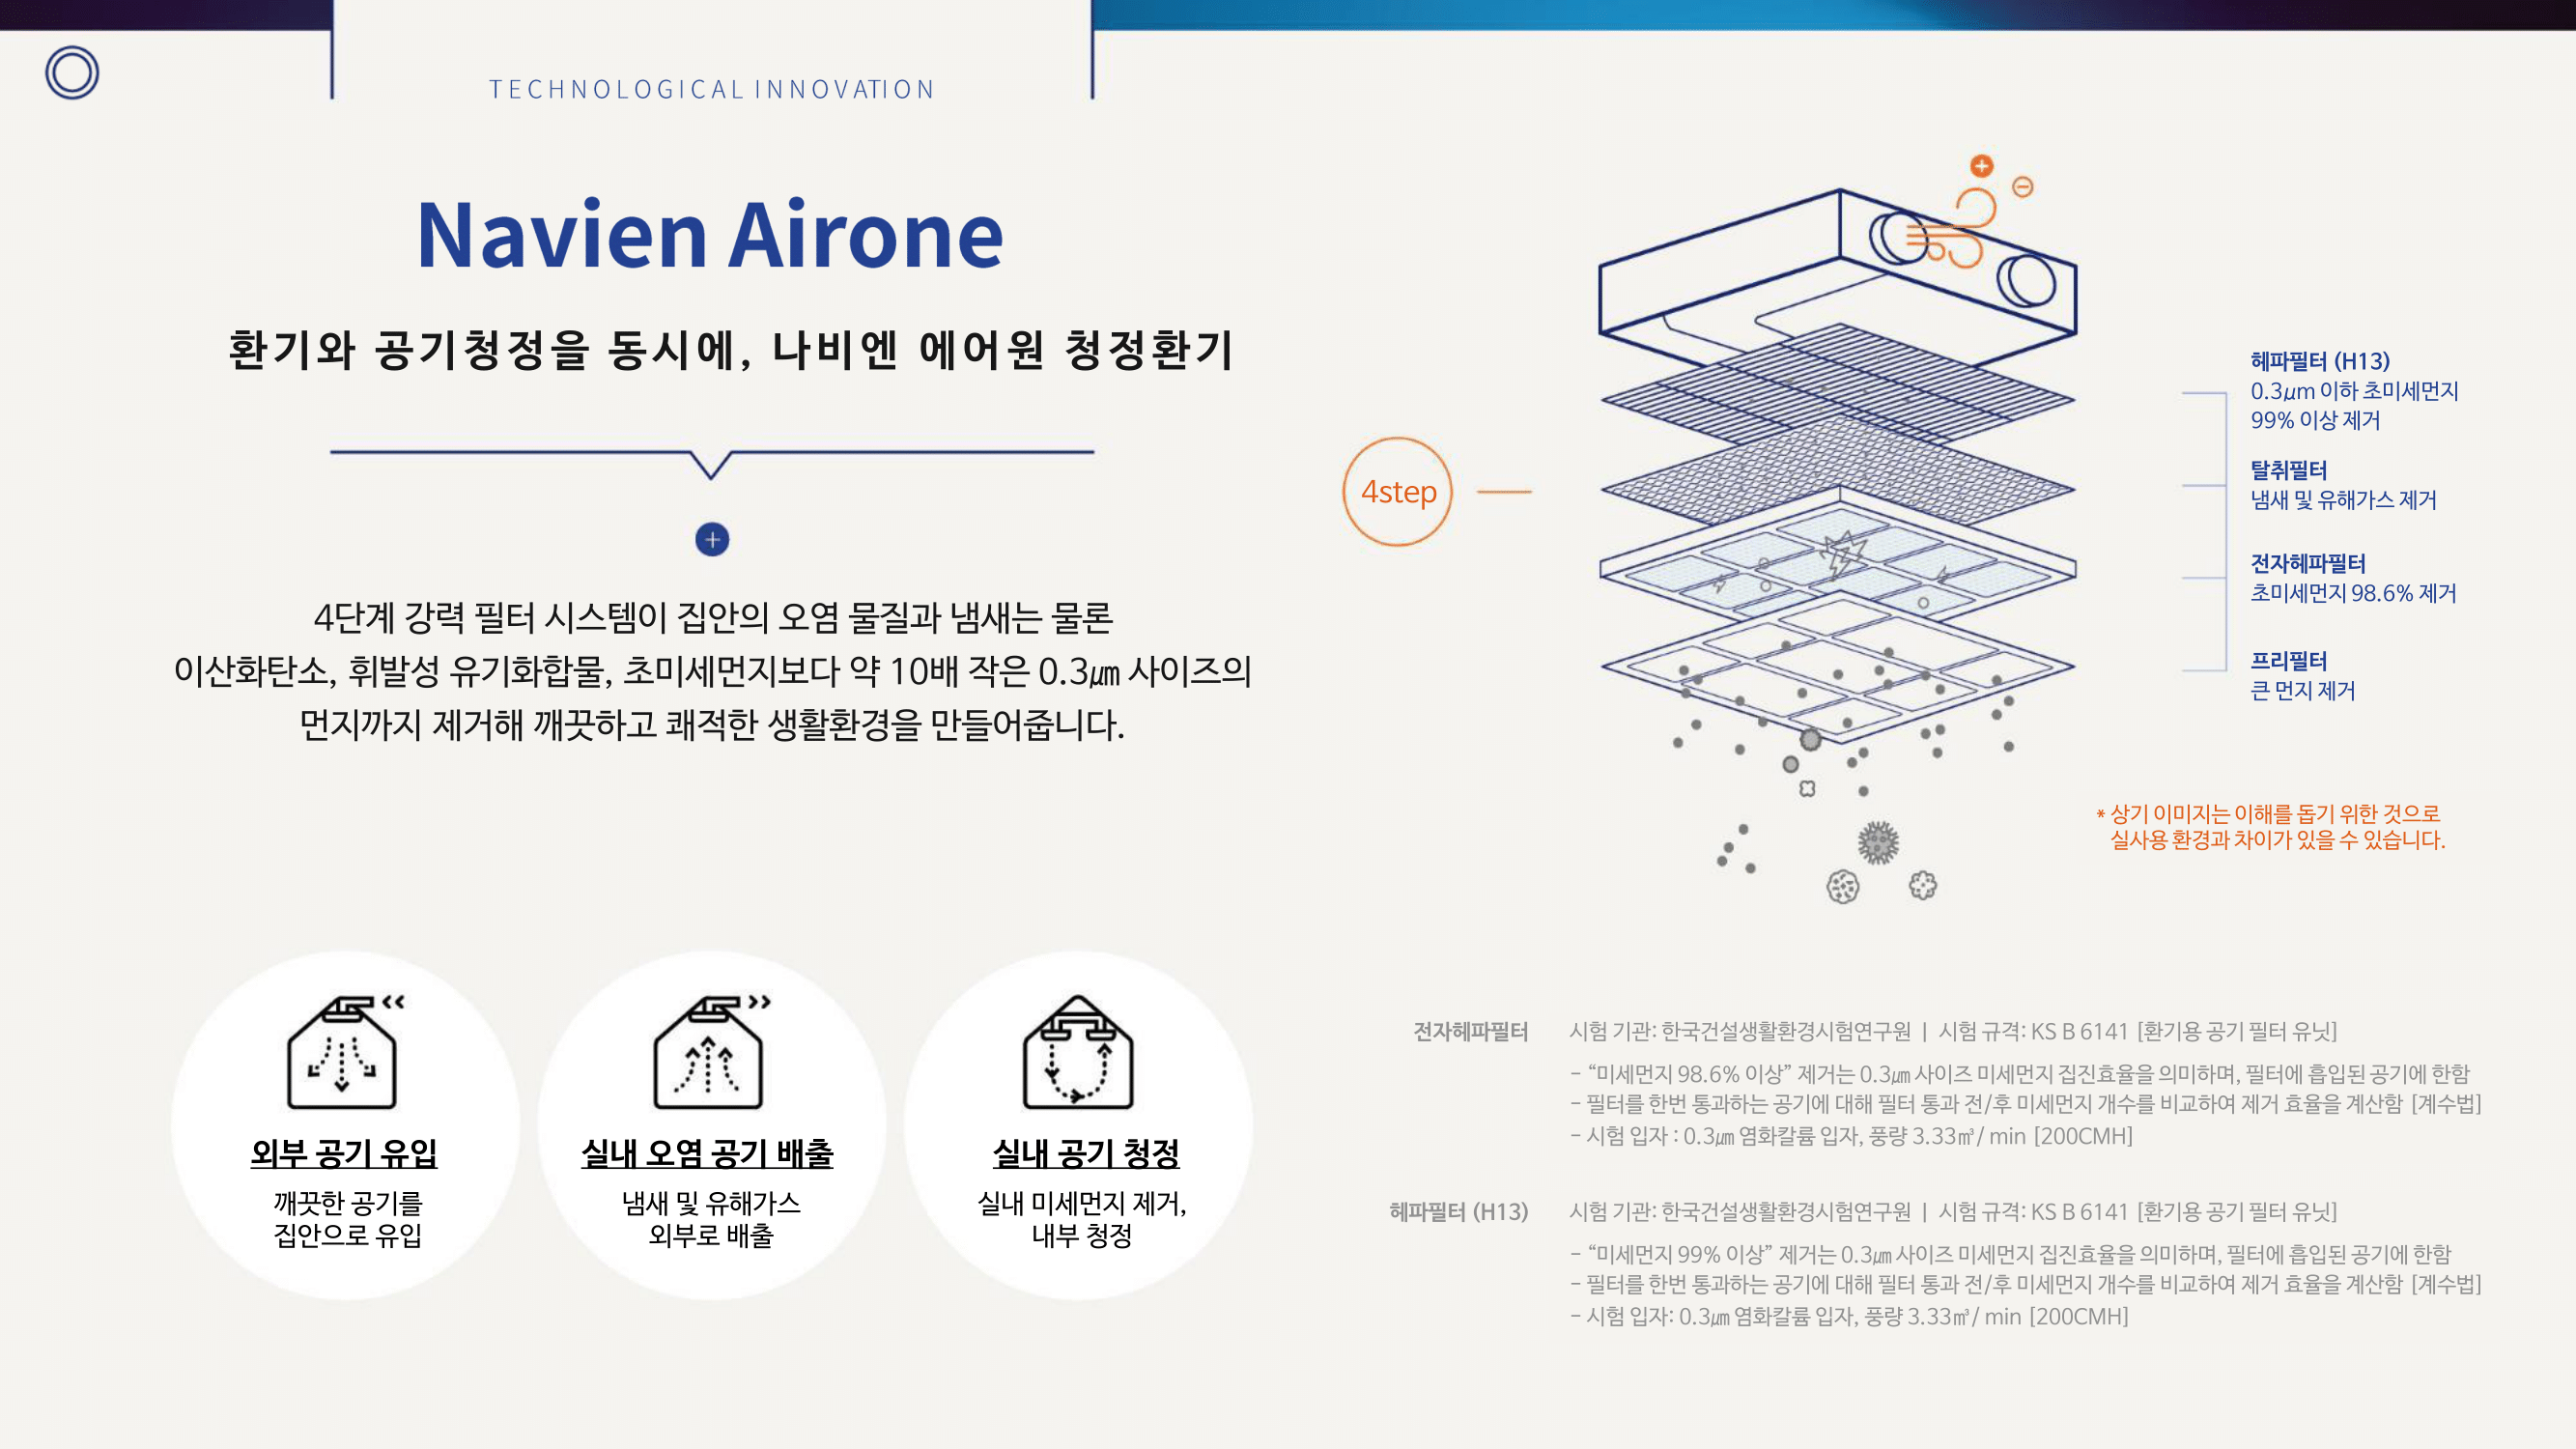 TECHNOLOGICAL INNOVATION
Navien Airone
환기와 공기청정을 동시에, 나비엔 에어원 청정환기
4단계 강력 필터 시스템이 집안의 오염 물질과 냄새는 물론
이산화탄소, 휘발성 유기화합물, 초미세먼지보다 약 10배 작은 0.3㎛ 사이즈의
먼지까지 제거해 깨끗하고 쾌적한 생활환경을 만들어줍니다.
외부 공기 유입
깨끗한 공기를
집안으로 유입
실내 오염 공기 배출
냄새 및 유해가스
외부로 배출
실내 공기 청정
실내 미세먼지 제거,
내부 청정
4step
헤파필터 (H13)
0.3μm 이하 초미세먼지
99% 이상 제거
탈취필터
냄새 및 유해가스 제거
전자헤파필터
초미세먼지 98.6% 제거
프리필터
큰 먼지 제거
* 상기 이미지는 이해를 돕기 위한 것으로
실사용 환경과 차이가 있을 수 있습니다.
전자헤파필터 시험 기관: 한국건설생활환경시험연구원 | 시험 규격: KS B 6141 [환기용 공기 필터 유닛]
- “미세먼지 98.6% 이상” 제거는 0.3㎛ 사이즈 미세먼지 집진효율을 의미하며, 필터에 흡입된 공기에 한함
- 필터를 한번 통과하는 공기에 대해 필터 통과 전/후 미세먼지 개수를 비교하여 제거 효율을 계산함 [계수법]
- 시험 입자 : 0.3㎛ 염화칼륨 입자, 풍량 3.33㎥/ min [200CMH]
헤파필터 (H13) 시험 기관: 한국건설생활환경시험연구원 | 시험 규격: KS B 6141 [환기용 공기 필터 유닛]
- “미세먼지 99% 이상” 제거는 0.3㎛ 사이즈 미세먼지 집진효율을 의미하며, 필터에 흡입된 공기에 한함
- 필터를 한번 통과하는 공기에 대해 필터 통과 전/후 미세먼지 개수를 비교하여 제거 효율을 계산함 [계수법]
- 시험 입자: 0.3㎛ 염화칼륨 입자, 풍량 3.33㎥/ min [200CMH]